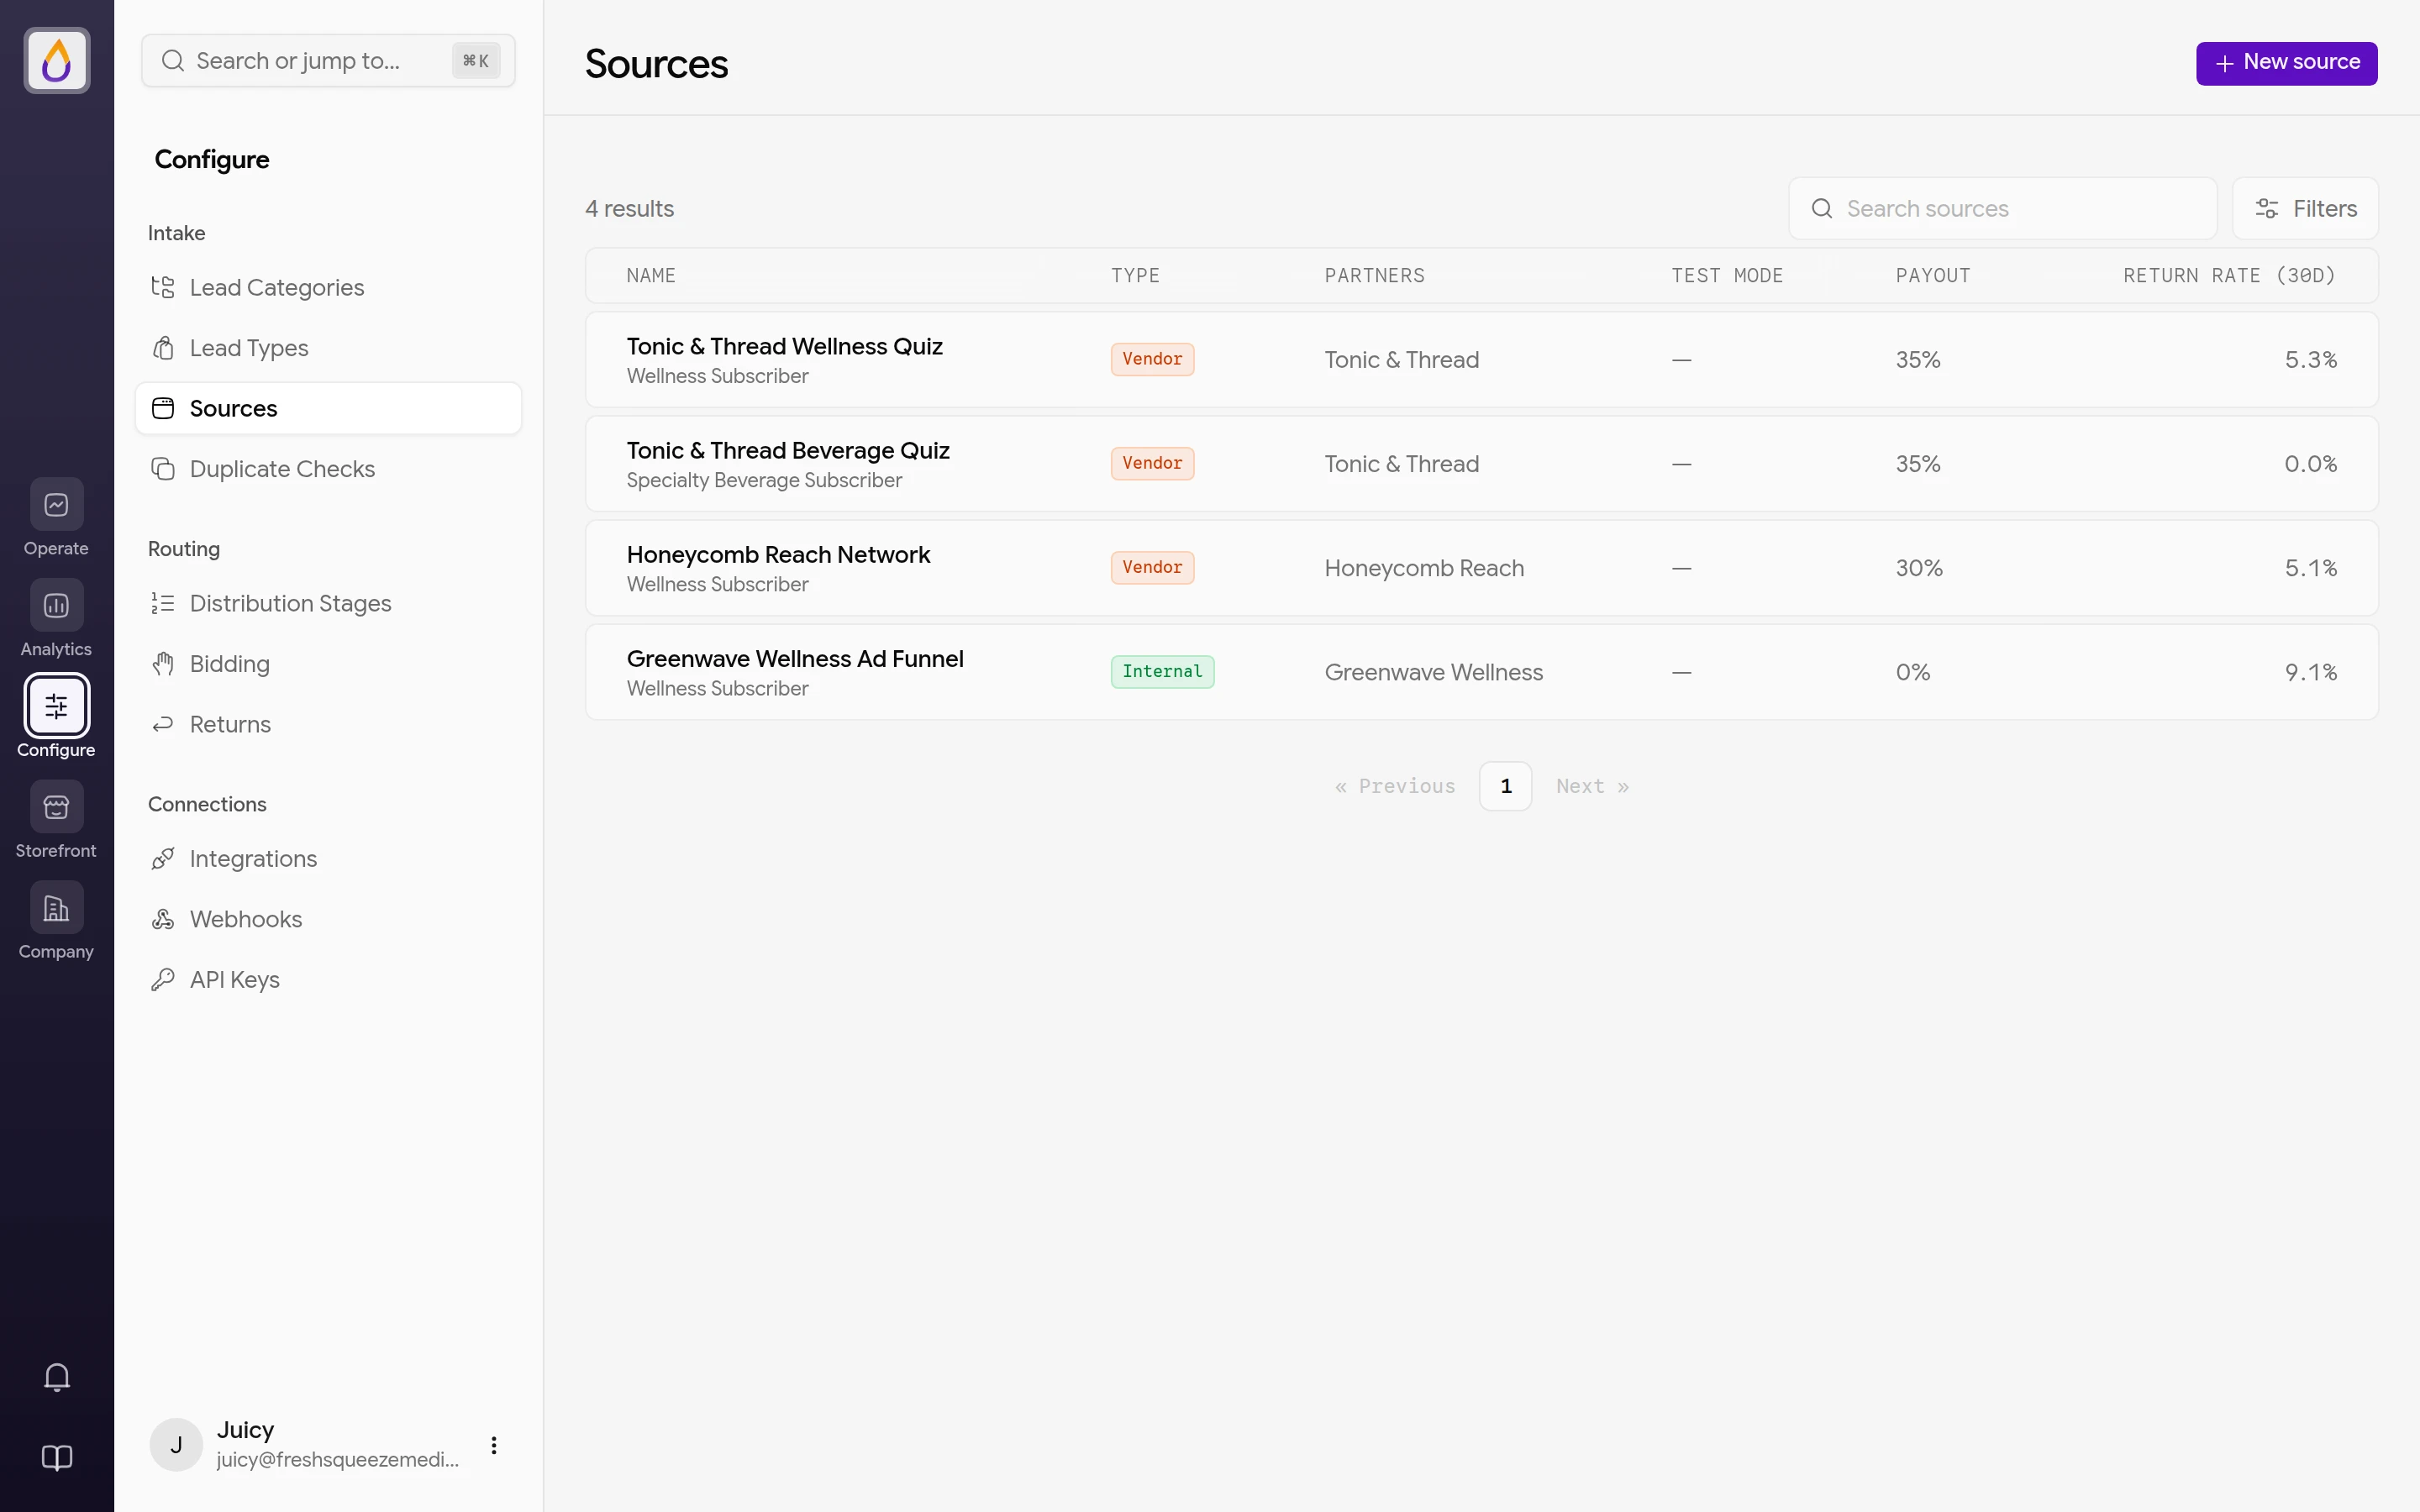 Search or jump to...
⌘K
Configure
Intake
Lead Categories
Lead Types
Sources
Duplicate Checks
Routing
Distribution Stages
Bidding
Returns
Connections
Integrations
Webhooks
API Keys
Operate
Analytics
Configure
Storefront
Company
J
Juicy
juicy@freshsqueezemedi...
Sources
+ New source
4 results
Search sources
Filters
NAME TYPE PARTNERS TEST MODE PAYOUT RETURN RATE (30D)
Tonic & Thread Wellness Quiz
Wellness Subscriber
Vendor Tonic & Thread — 35% 5.3%
Tonic & Thread Beverage Quiz
Specialty Beverage Subscriber
Vendor Tonic & Thread — 35% 0.0%
Honeycomb Reach Network
Wellness Subscriber
Vendor Honeycomb Reach — 30% 5.1%
Greenwave Wellness Ad Funnel
Wellness Subscriber
Internal Greenwave Wellness — 0% 9.1%
« Previous 1 Next »